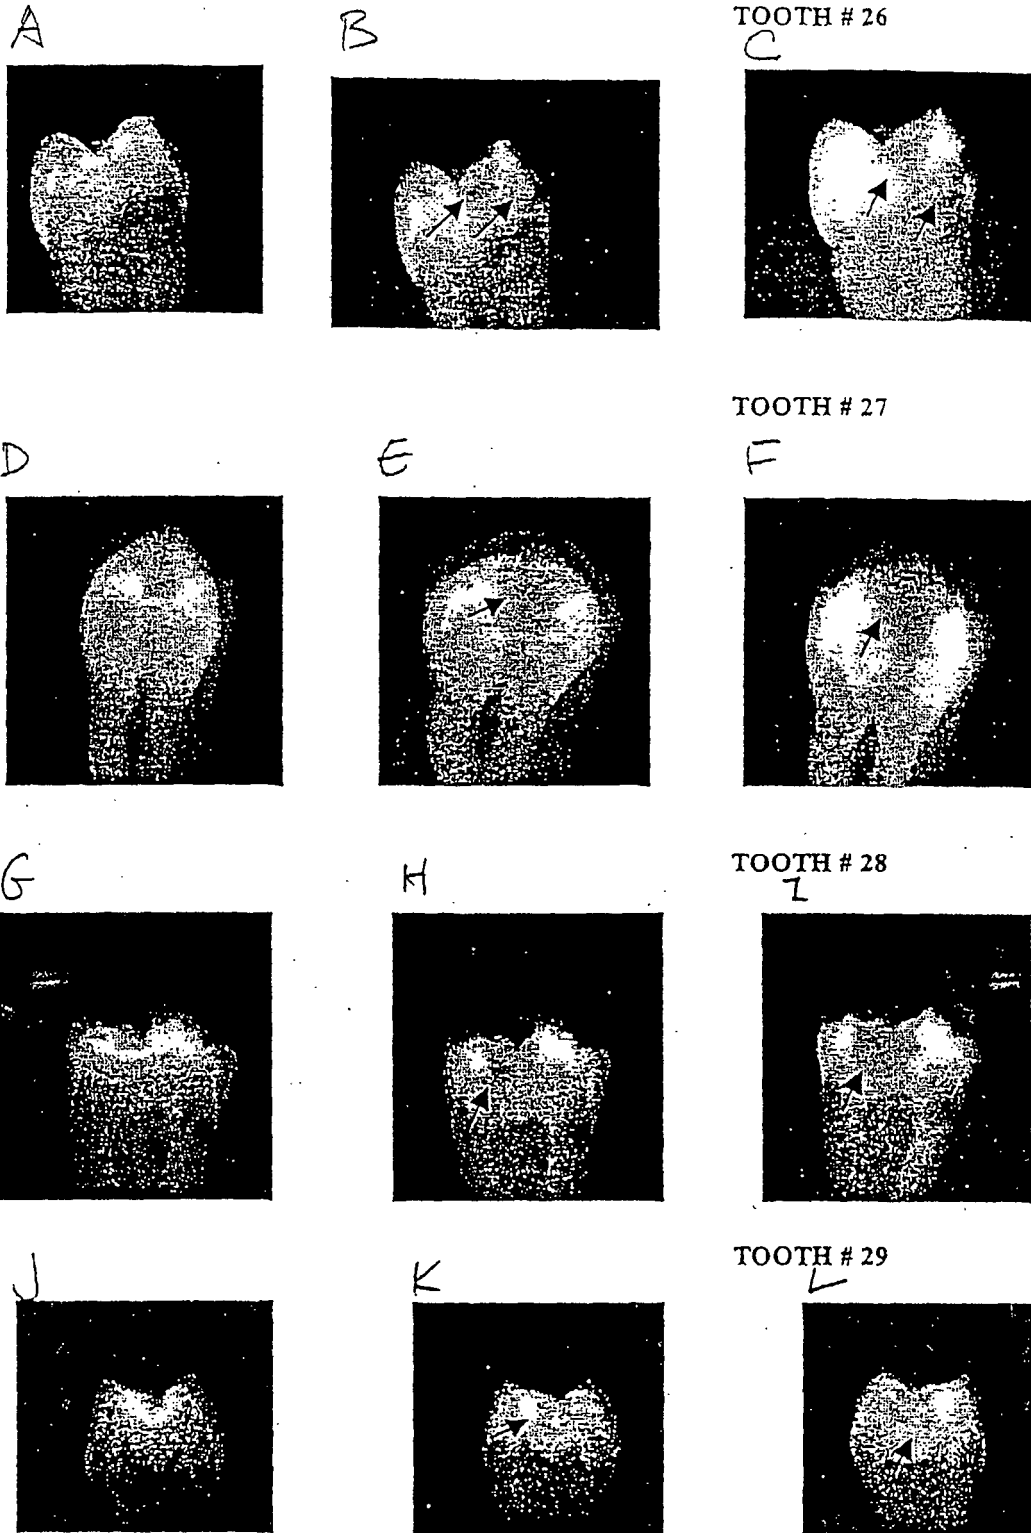 TOOTH # 26
A B C
TOOTH # 27
D E F
TOOTH # 28
G H I
TOOTH # 29
J K L